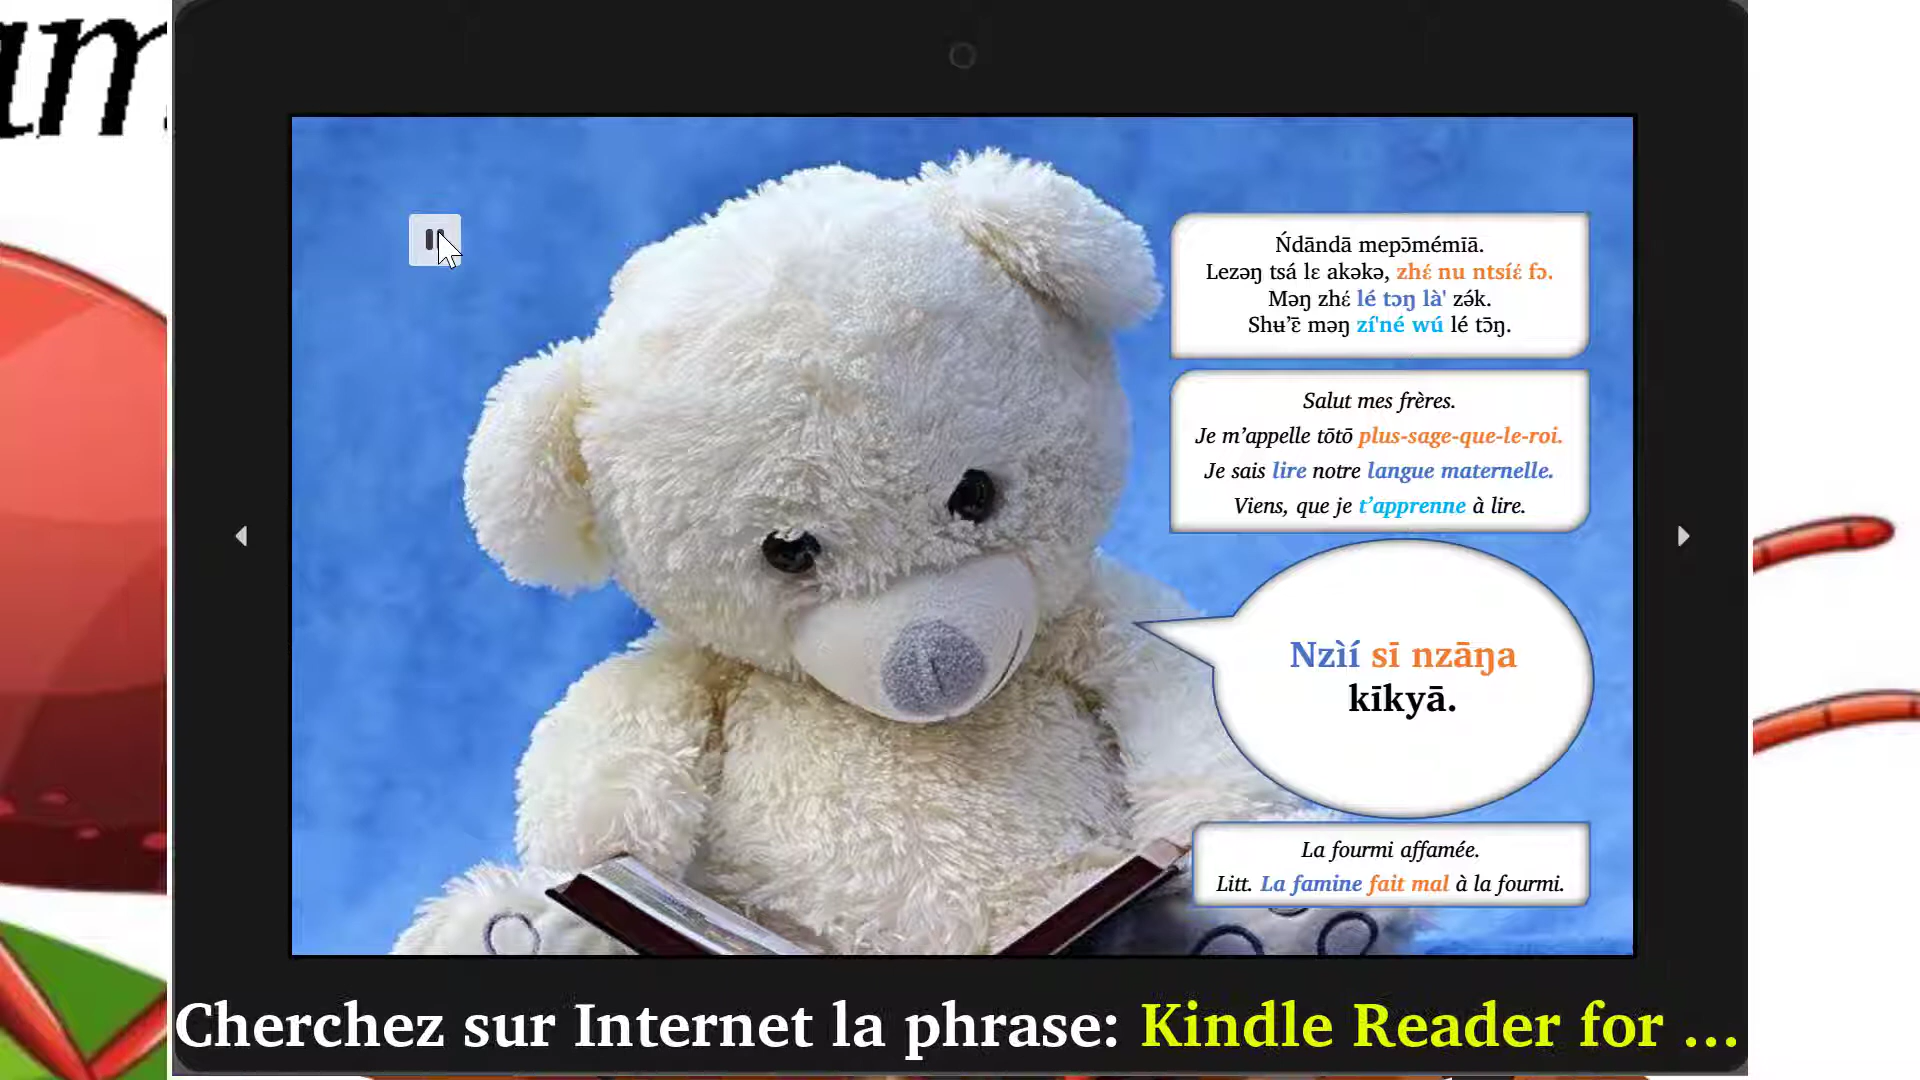 Ńdāndā mepɔ̄mémīā.
Lezəŋ tsá lɛ akəkə, zhɛ́ nu ntsíɛ́ fɔ.
Məŋ zhɛ́ lé tɔŋ là' zə́k.
Shʉ’ɛ̄ məŋ zí'né wú lé tɔ̄ŋ.
Salut mes frères.
Je m’appelle tōtō plus-sage-que-le-roi.
Je sais lire notre langue maternelle.
Viens, que je t’apprenne à lire.
Nzìí sī nzāŋa
kīkyā.
La fourmi affamée.
Litt. La famine fait mal à la fourmi.
Cherchez sur Internet la phrase: Kindle Reader for ...